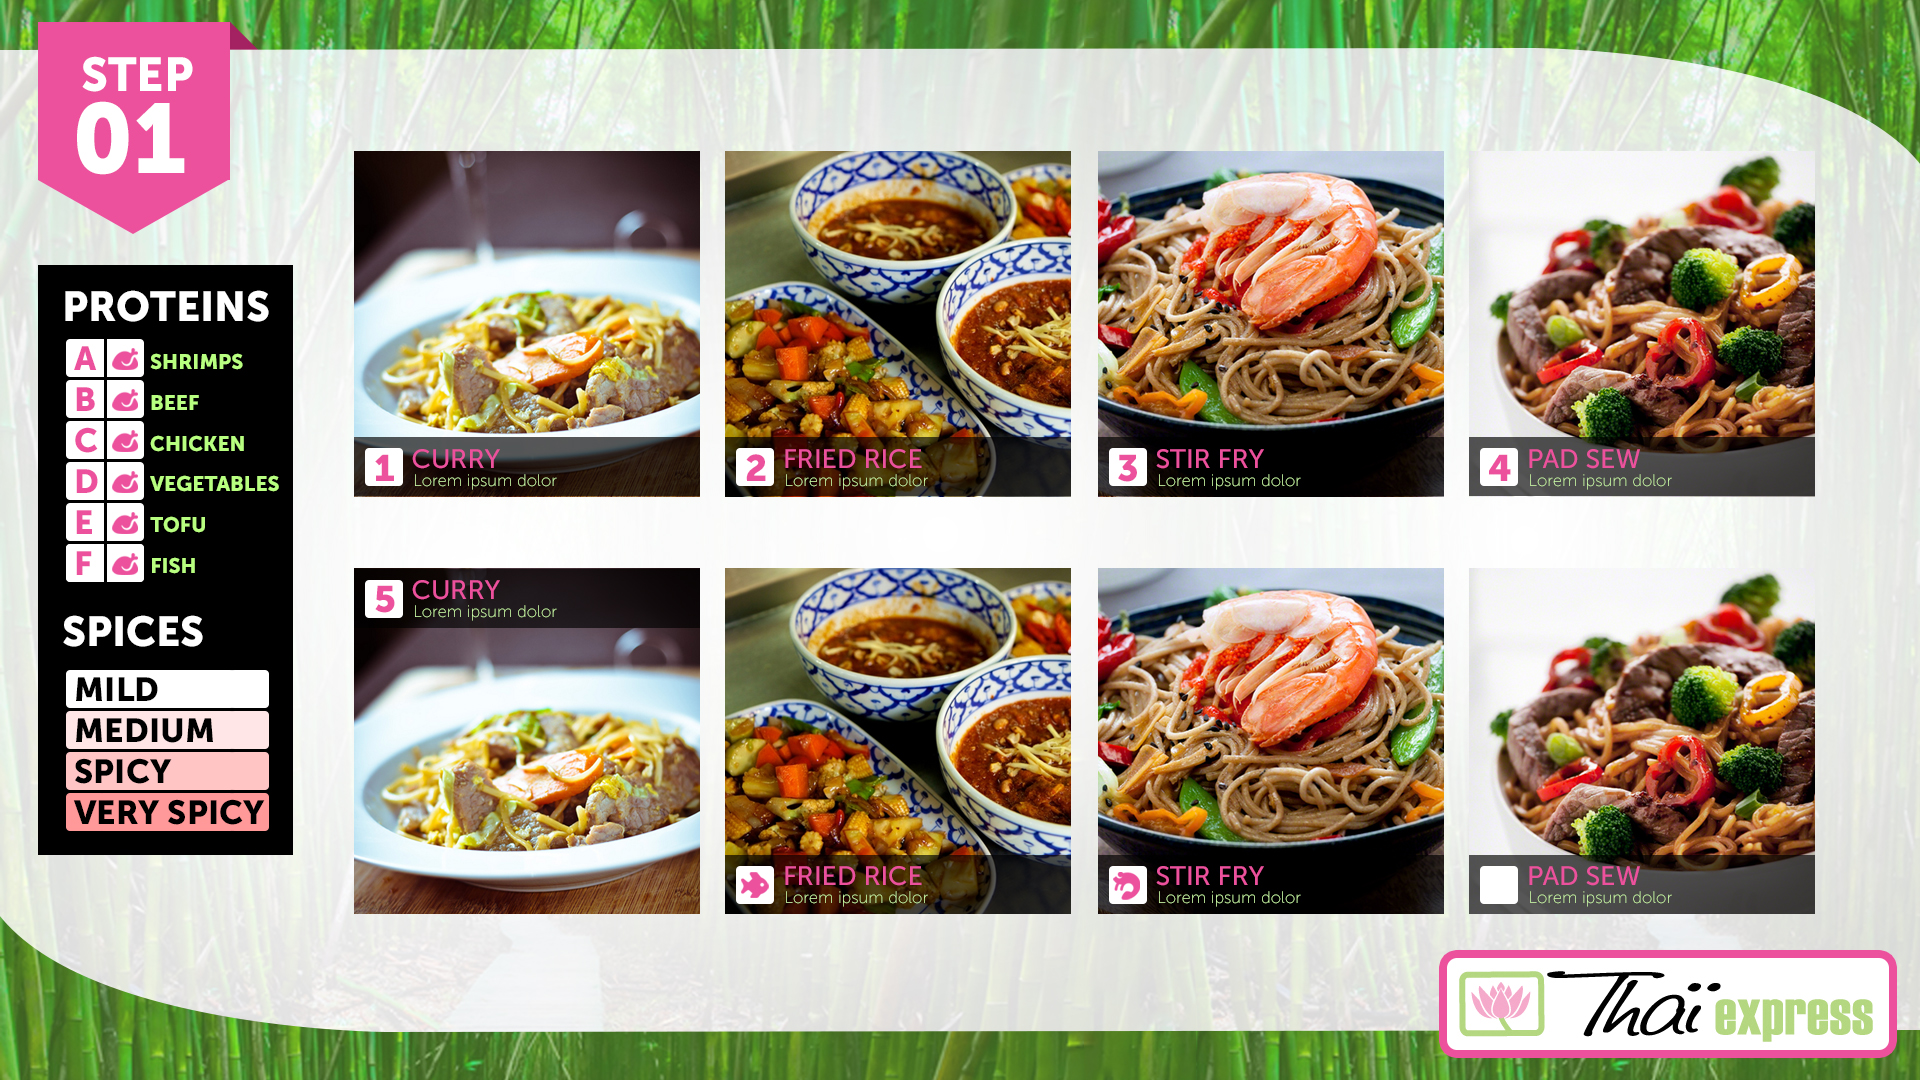 STEP
01
PROTEINS
A SHRIMPS
B BEEF
C CHICKEN
D VEGETABLES
E TOFU
F FISH
SPICES
MILD
MEDIUM
SPICY
VERY SPICY
1 CURRY
Lorem ipsum dolor
2 FRIED RICE
Lorem ipsum dolor
3 STIR FRY
Lorem ipsum dolor
4 PAD SEW
Lorem ipsum dolor
5 CURRY
Lorem ipsum dolor
FRIED RICE
Lorem ipsum dolor
STIR FRY
Lorem ipsum dolor
PAD SEW
Lorem ipsum dolor
Thaï express